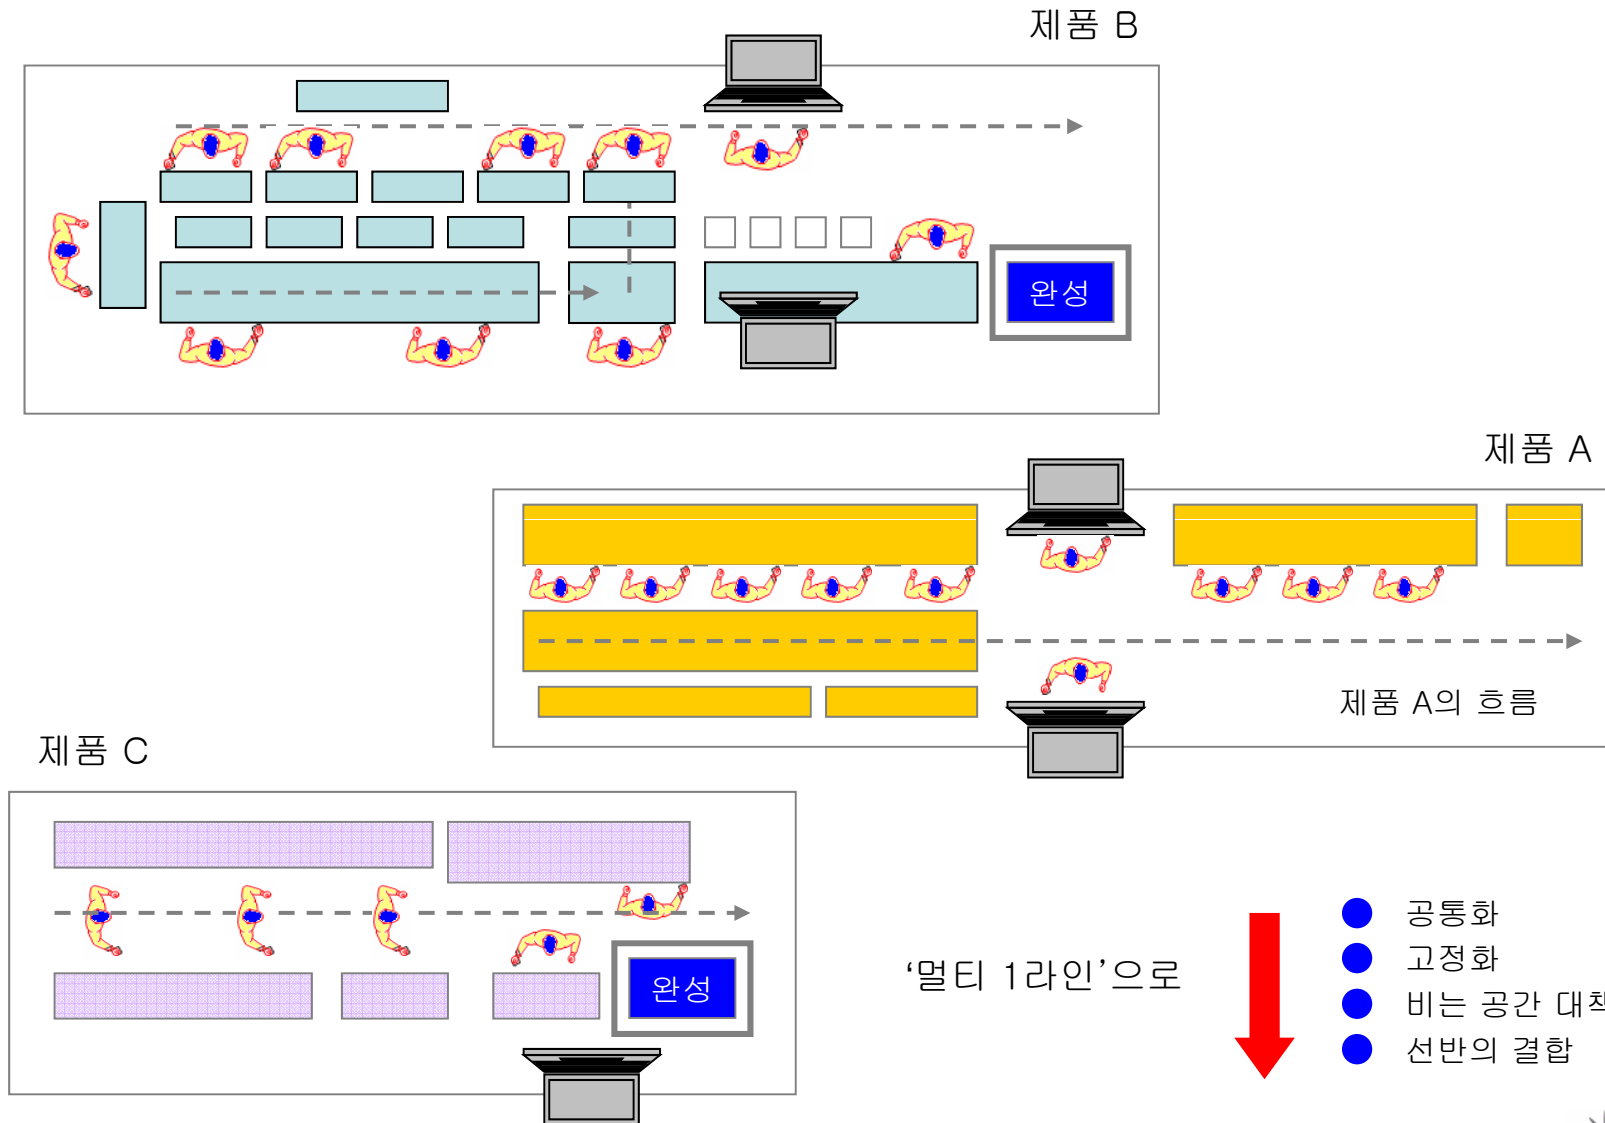 제품 B
완성
제품 A
제품 A의 흐름
제품 C
완성
‘멀티 1라인’으로
공통화
고정화
비는 공간 대책
선반의 결합